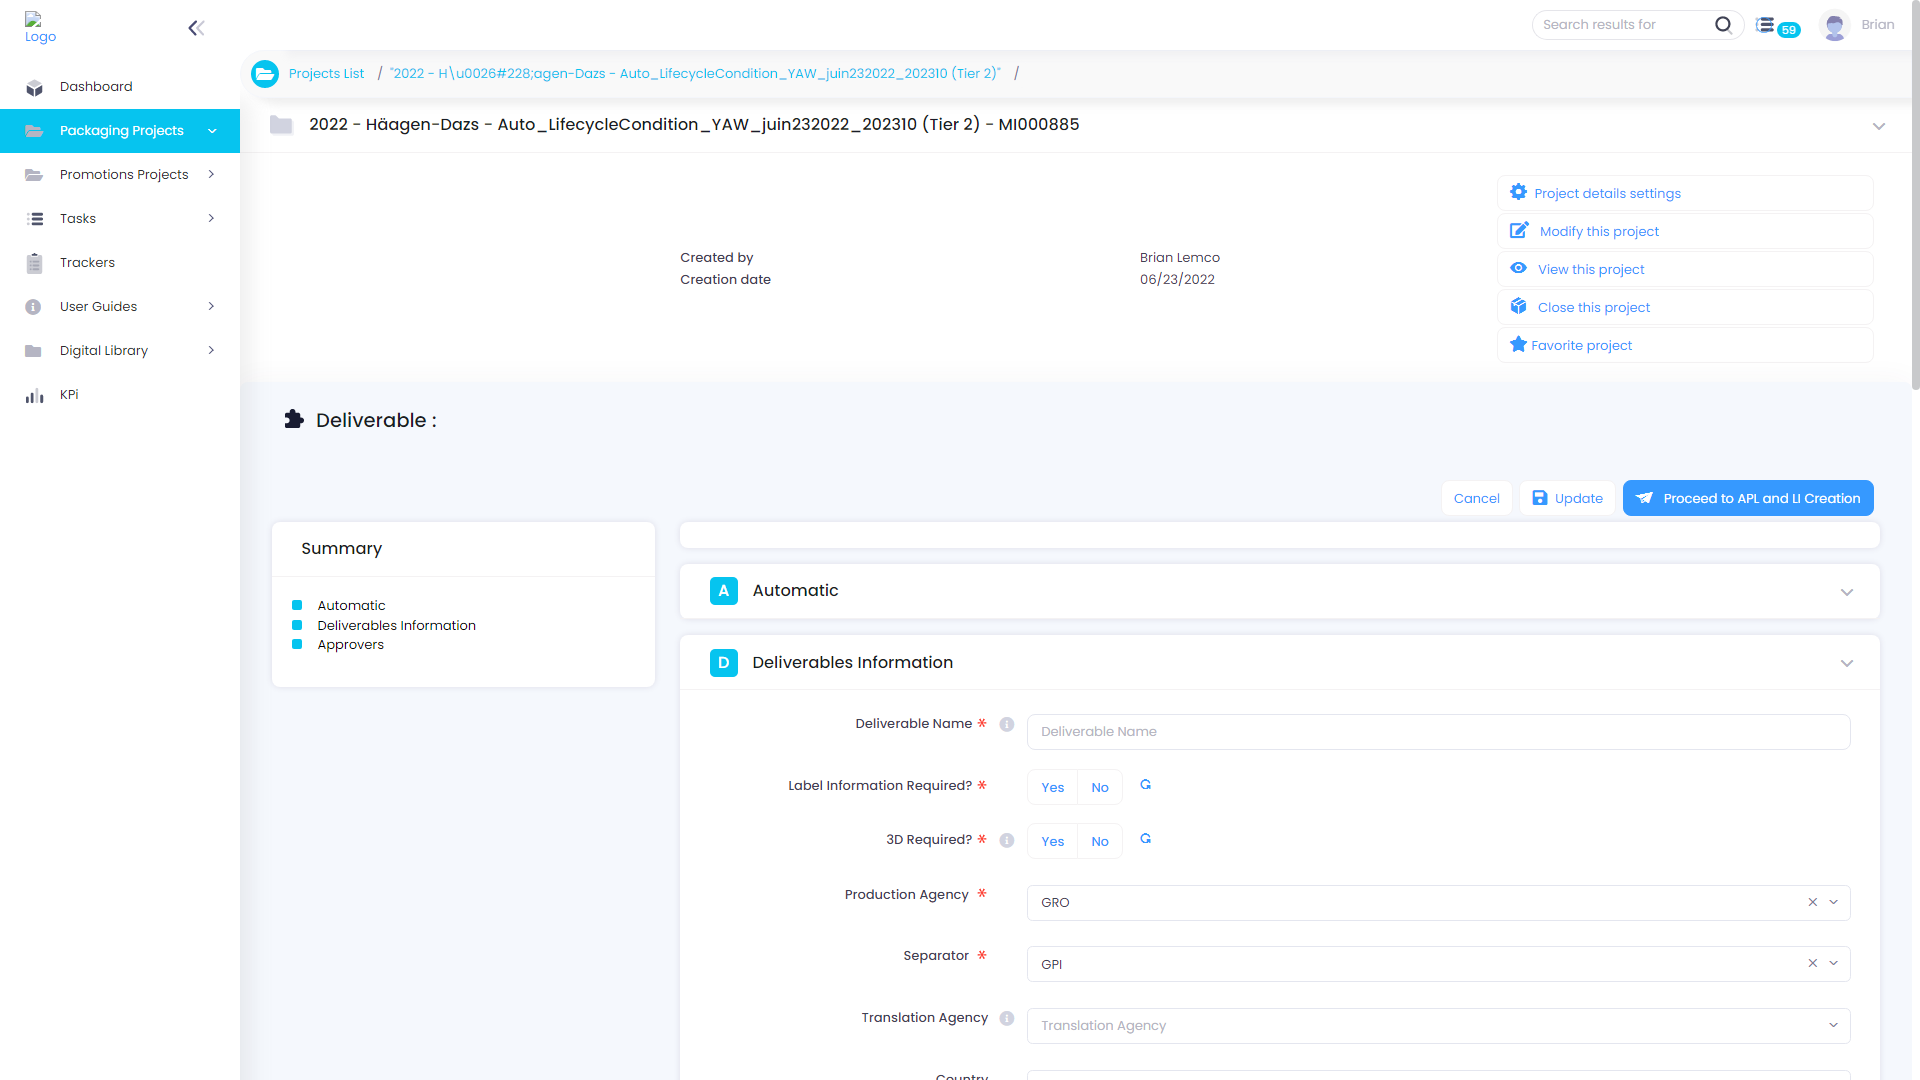 Logo
Search results for
59
Brian
Projects List / "2022 - H\u0026#228;agen-Dazs - Auto_LifecycleCondition_YAW_juin232022_202310 (Tier 2)" /
Dashboard
Packaging Projects
Promotions Projects
Tasks
Trackers
User Guides
Digital Library
KPi
2022 - Häagen-Dazs - Auto_LifecycleCondition_YAW_juin232022_202310 (Tier 2) - MI000885
Created by Brian Lemco
Creation date 06/23/2022
Project details settings
Modify this project
View this project
Close this project
Favorite project
Deliverable :
Cancel
Update
Proceed to APL and LI Creation
Summary
Automatic
Deliverables Information
Approvers
A Automatic
D Deliverables Information
Deliverable Name * Deliverable Name
Label Information Required? * Yes No
3D Required? * Yes No
Production Agency * GRO
Separator * GPI
Translation Agency Translation Agency
Country